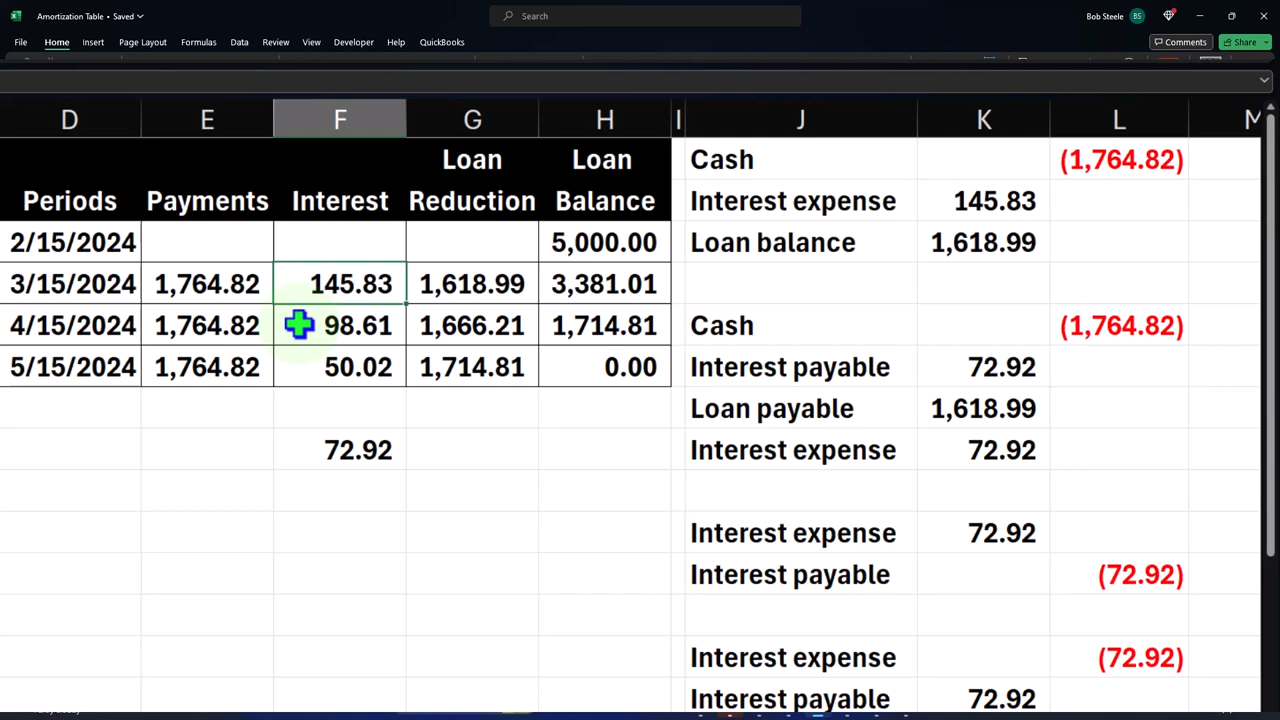 Amortization Table • Saved
Search
Bob Steele BS
File Home Insert Page Layout Formulas Data Review View Developer Help QuickBooks
Comments Share
D E F G H I J K L M
Loan Loan
Periods Payments Interest Reduction Balance
2/15/2024 5,000.00
3/15/2024 1,764.82 145.83 1,618.99 3,381.01
4/15/2024 1,764.82 98.61 1,666.21 1,714.81
5/15/2024 1,764.82 50.02 1,714.81 0.00
72.92
Cash (1,764.82)
Interest expense 145.83
Loan balance 1,618.99
Cash (1,764.82)
Interest payable 72.92
Loan payable 1,618.99
Interest expense 72.92
Interest expense 72.92
Interest payable (72.92)
Interest expense (72.92)
Interest payable 72.92